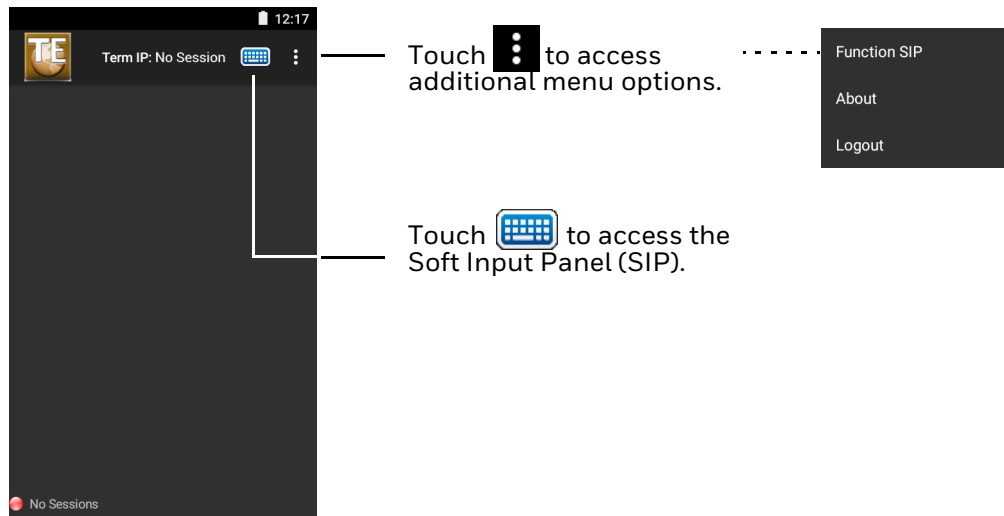 12:17
TE
Term IP: No Session
Touch to access
additional menu options.
Function SIP
About
Logout
Touch to access the
Soft Input Panel (SIP).
No Sessions